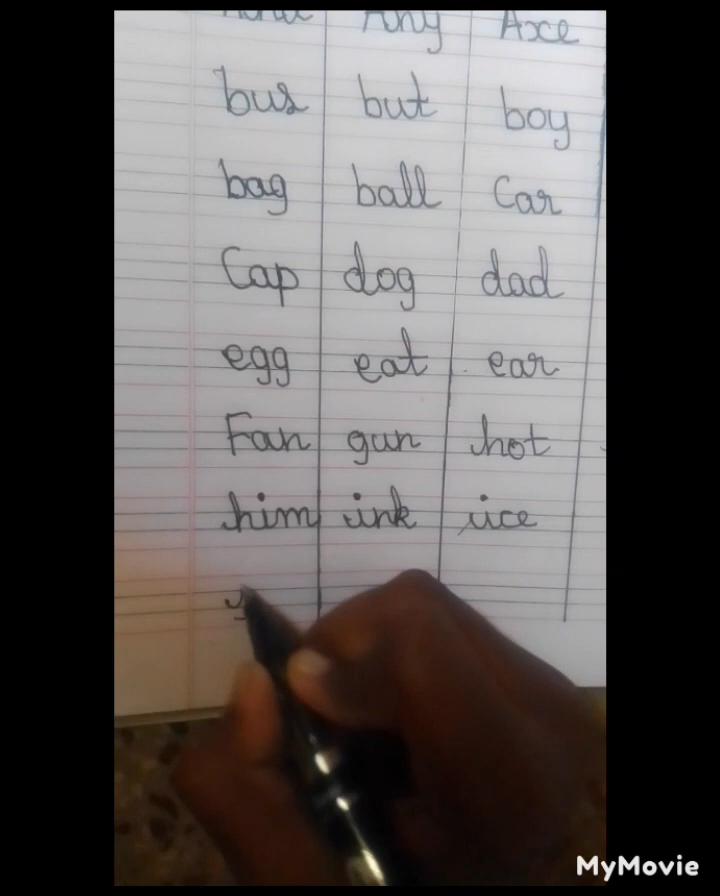 Any Axe
bus but boy
bag ball Car
Cap dog dad
egg eat ear
Fan gun hot
him ink ice
MyMovie